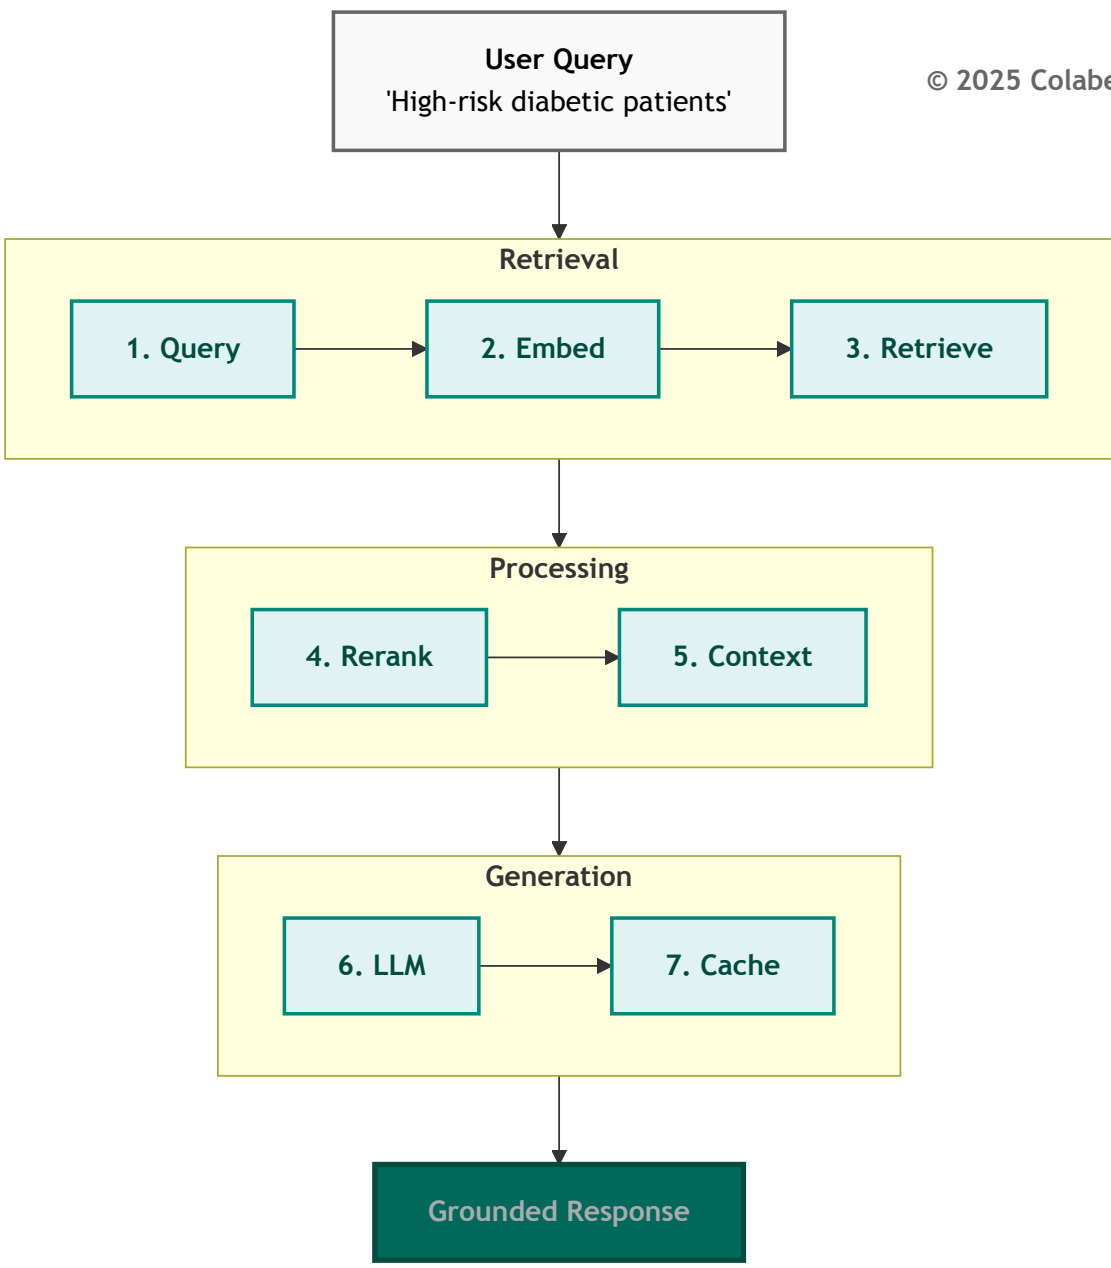 User Query
'High-risk diabetic patients'
© 2025
Retrieval
1. Query
2. Embed
3. Retrieve
Processing
4. Rerank
5. Context
Generation
6. LLM
7. Cache
Grounded Response